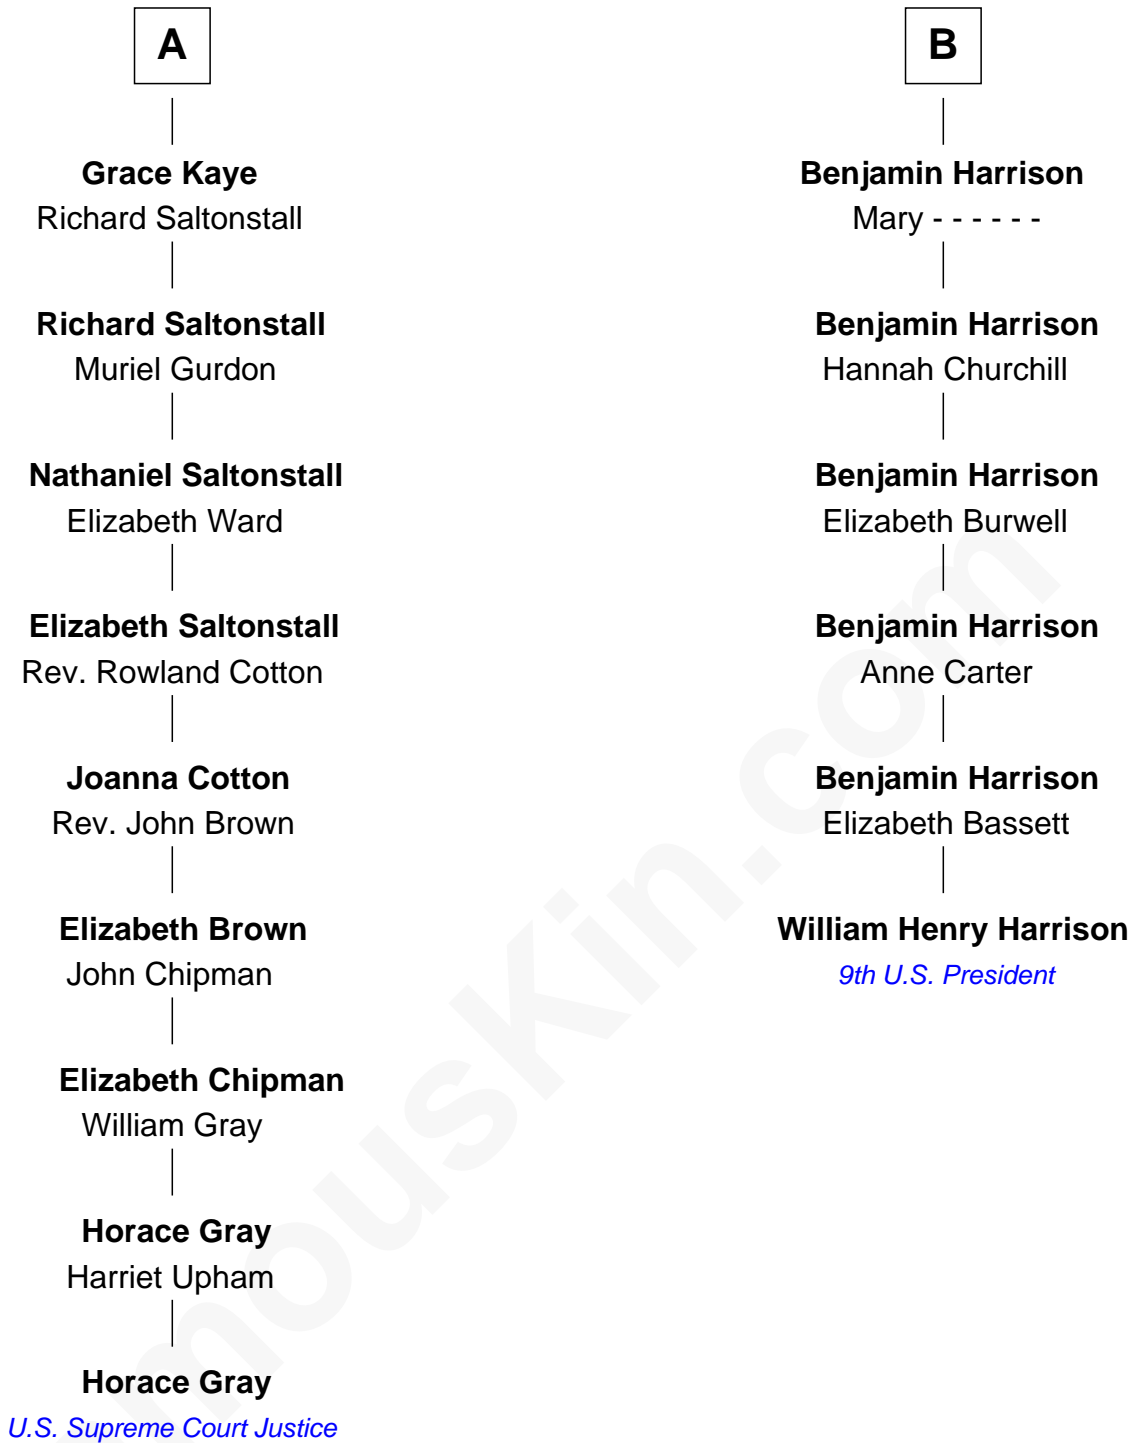 A
Grace Kaye
Richard Saltonstall
Richard Saltonstall
Muriel Gurdon
Nathaniel Saltonstall
Elizabeth Ward
Elizabeth Saltonstall
Rev. Rowland Cotton
Joanna Cotton
Rev. John Brown
Elizabeth Brown
John Chipman
Elizabeth Chipman
William Gray
Horace Gray
Harriet Upham
Horace Gray
U.S. Supreme Court Justice
B
Benjamin Harrison
Mary - - - - - -
Benjamin Harrison
Hannah Churchill
Benjamin Harrison
Elizabeth Burwell
Benjamin Harrison
Anne Carter
Benjamin Harrison
Elizabeth Bassett
William Henry Harrison
9th U.S. President
mouskin.com